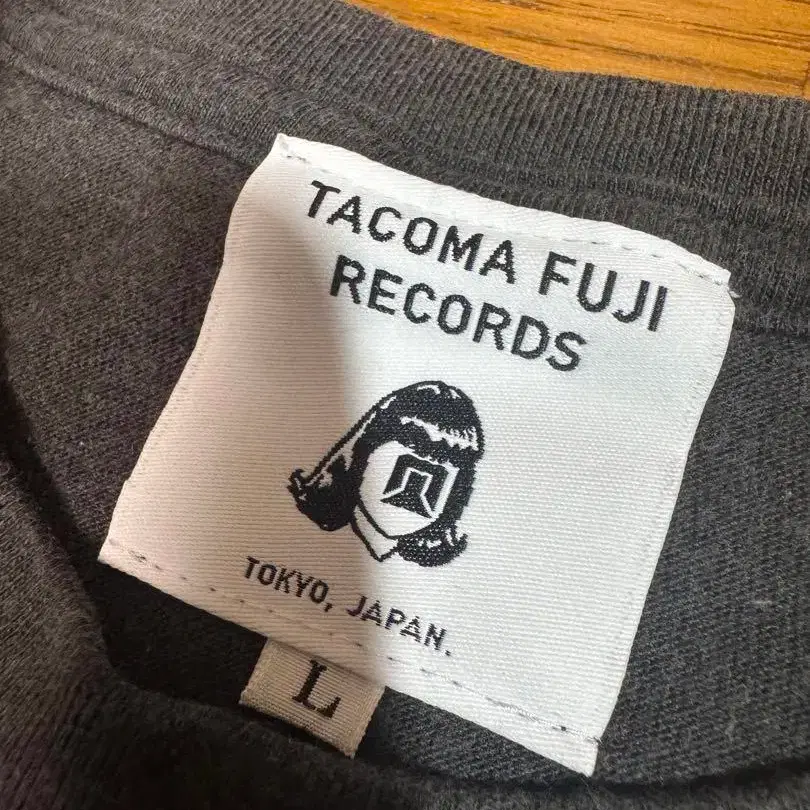 TACOMA FUJI
RECORDS
TOKYO, JAPAN.
L